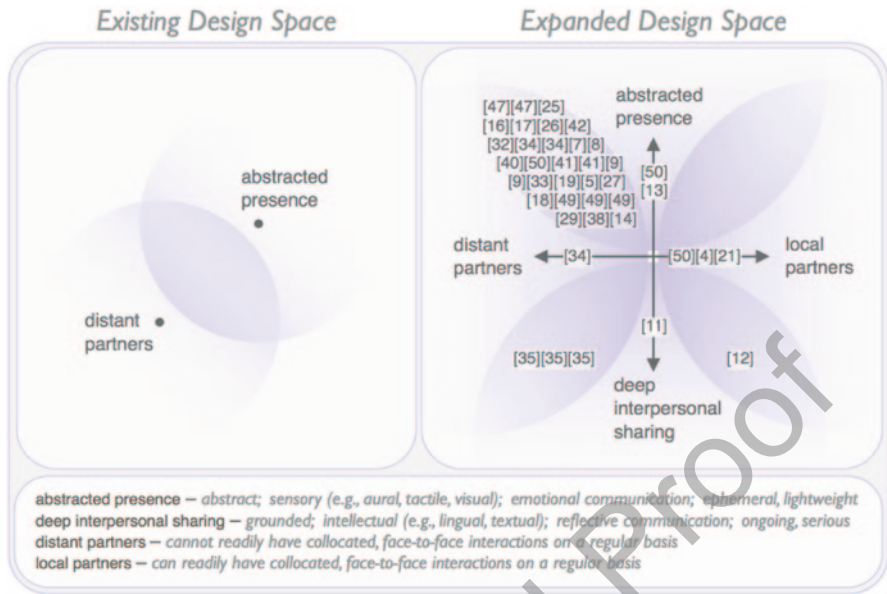 Existing Design Space
Expanded Design Space
abstracted
presence
distant
partners
abstracted
presence
[47][47][25]
[16][17][26][42]
[32][34][34][7][8]
[40][50][41][41][9]
[9][33][19][5][27]
[18][49][49][49]
[29][38][14]
[50]
[13]
distant
partners
[34]
[50][4][21]
local
partners
[11]
[35][35][35]
[12]
deep
interpersonal
sharing
abstracted presence – abstract; sensory (e.g., aural, tactile, visual); emotional communication; ephemeral, lightweight
deep interpersonal sharing – grounded; intellectual (e.g., lingual, textual); reflective communication; ongoing, serious
distant partners – cannot readily have collocated, face-to-face interactions on a regular basis
local partners – can readily have collocated, face-to-face interactions on a regular basis
Proof